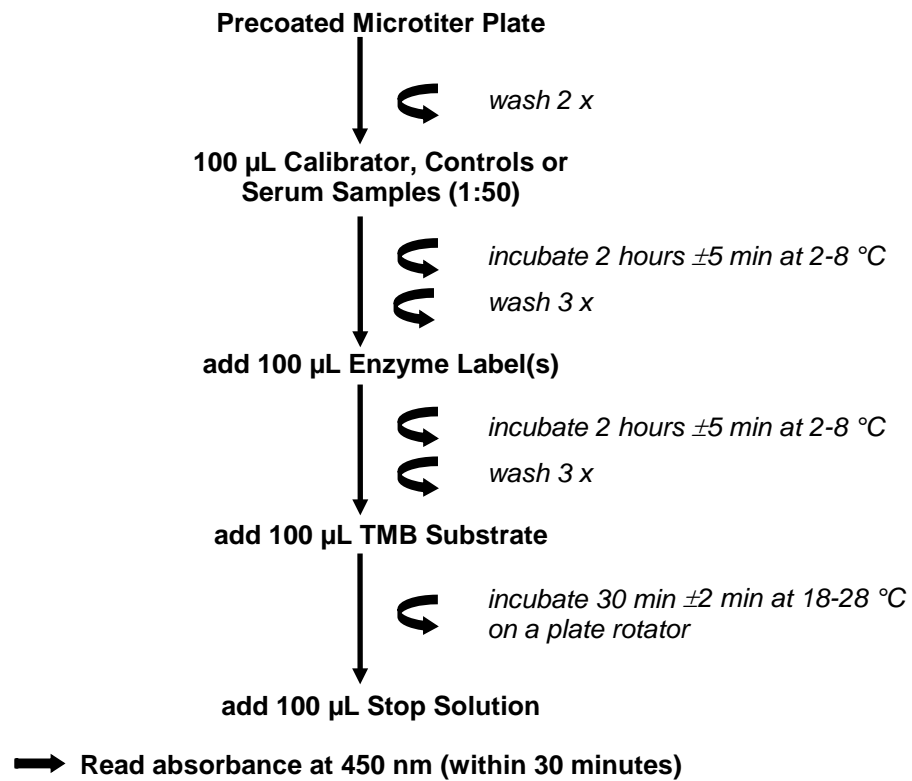 Precoated Microtiter Plate
wash 2 x
100 µL Calibrator, Controls or
Serum Samples (1:50)
incubate 2 hours ±5 min at 2-8 °C
wash 3 x
add 100 µL Enzyme Label(s)
incubate 2 hours ±5 min at 2-8 °C
wash 3 x
add 100 µL TMB Substrate
incubate 30 min ±2 min at 18-28 °C
on a plate rotator
add 100 µL Stop Solution
Read absorbance at 450 nm (within 30 minutes)